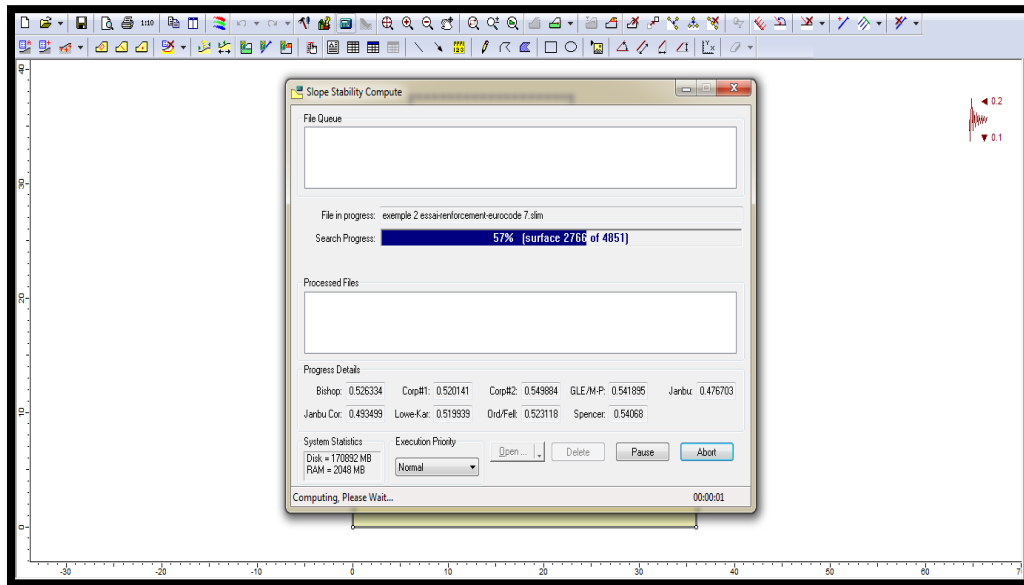 1:10
123
Slope Stability Compute
File Queue
File in progress: exemple 2 essai-renforcement-eurocode 7.slim
Search Progress: 57% (surface 2766 of 4851)
Processed Files
Progress Details
Bishop: 0.526334 Corp#1: 0.520141 Corp#2: 0.549884 GLE/M-P: 0.541895 Janbu: 0.476703
Janbu Cor: 0.493499 Lowe-Kar: 0.519939 Ord/Fell: 0.523118 Spencer: 0.54068
System Statistics
Disk = 170892 MB
RAM = 2048 MB
Execution Priority
Normal
Open ... Delete Pause Abort
Computing, Please Wait... 00:00:01
0.2
0.1
40
30
20
10
0
-30 -20 -10 0 10 20 30 40 50 60 7